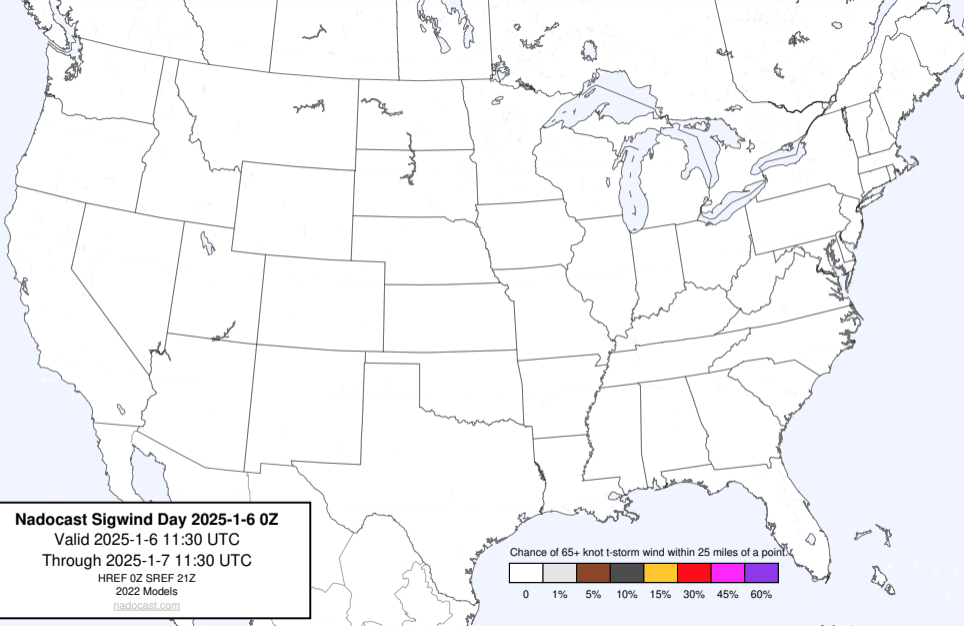 Nadocast Sigwind Day 2025-1-6 0Z
Valid 2025-1-6 11:30 UTC
Through 2025-1-7 11:30 UTC
HREF 0Z SREF 21Z
2022 Models
nadocast.com
Chance of 65+ knot t-storm wind within 25 miles of a point.
0 1% 5% 10% 15% 30% 45% 60%